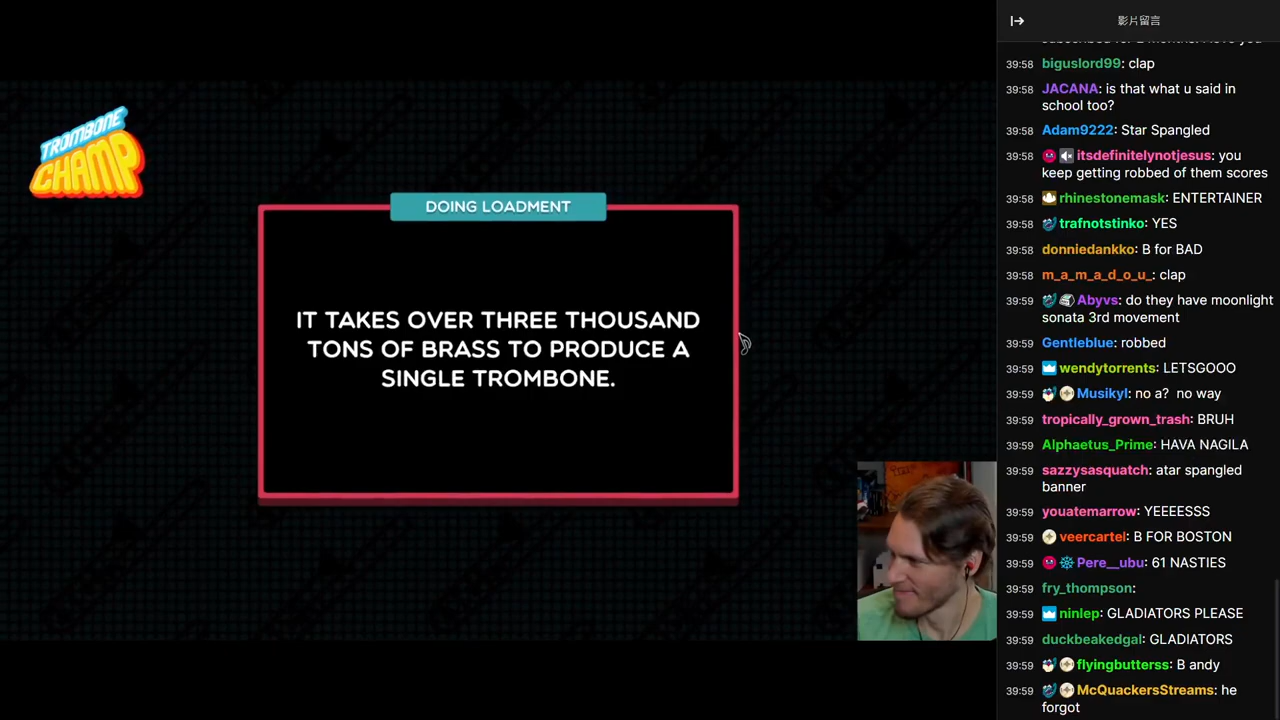 TROMBONE
CHAMP
DOING LOADMENT
IT TAKES OVER THREE THOUSAND
TONS OF BRASS TO PRODUCE A
SINGLE TROMBONE.
影片留言
39:58 biguslord99: clap
39:58 JACANA: is that what u said in
school too?
39:58 Adam9222: Star Spangled
39:58 itsdefinitelynotjesus: you
keep getting robbed of them scores
39:58 rhinestonemask: ENTERTAINER
39:58 trafnotstinko: YES
39:58 donniedankko: B for BAD
39:58 m_a_m_a_d_o_u_: clap
39:59 Abyvs: do they have moonlight
sonata 3rd movement
39:59 Gentleblue: robbed
39:59 wendytorrents: LETSGOOO
39:59 Musikyl: no a? no way
39:59 tropically_grown_trash: BRUH
39:59 Alphaetus_Prime: HAVA NAGILA
39:59 sazzysasquatch: atar spangled
banner
39:59 youatemarrow: YEEEESSS
39:59 veercartel: B FOR BOSTON
39:59 Pere__ubu: 61 NASTIES
39:59 fry_thompson:
39:59 ninlep: GLADIATORS PLEASE
39:59 duckbeakedgal: GLADIATORS
39:59 flyingbutterss: B andy
39:59 McQuackersStreams: he
forgot